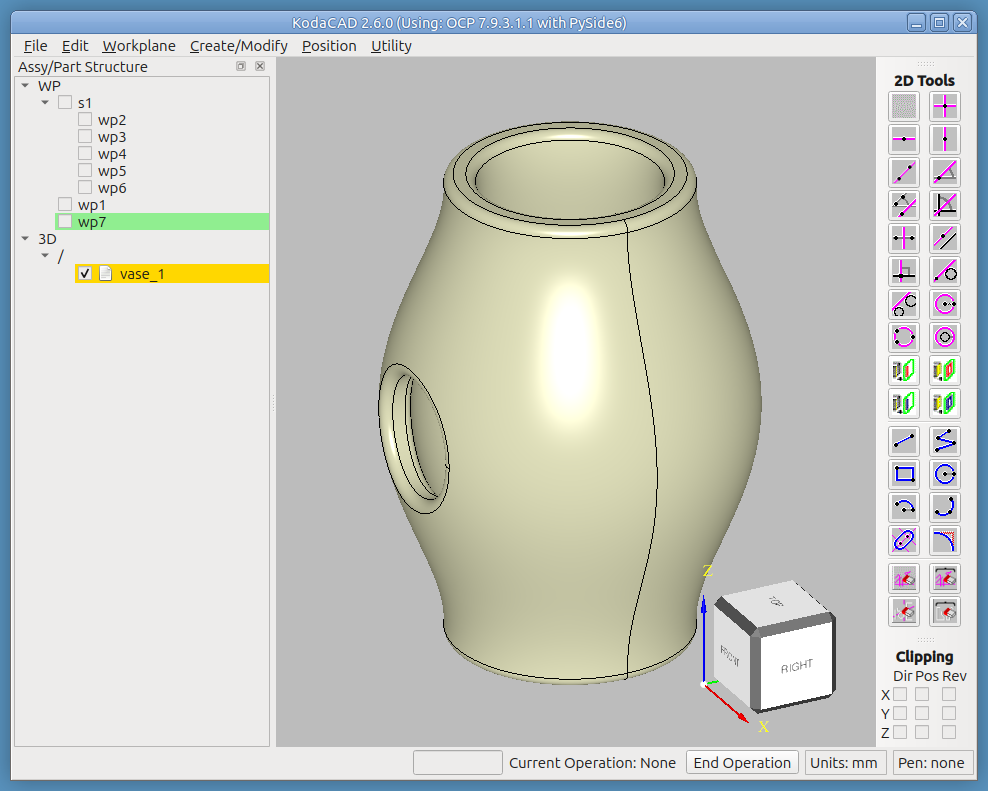 KodaCAD 2.6.0 (Using: OCP 7.9.3.1.1 with PySide6)
File Edit Workplane Create/Modify Position Utility
Assy/Part Structure
WP
s1
wp2
wp3
wp4
wp5
wp6
wp1
wp7
3D
/
vase_1
2D Tools
Z
TOP
FRONT
RIGHT
X
Clipping
Dir Pos Rev
X
Y
Z
Current Operation: None End Operation Units: mm Pen: none